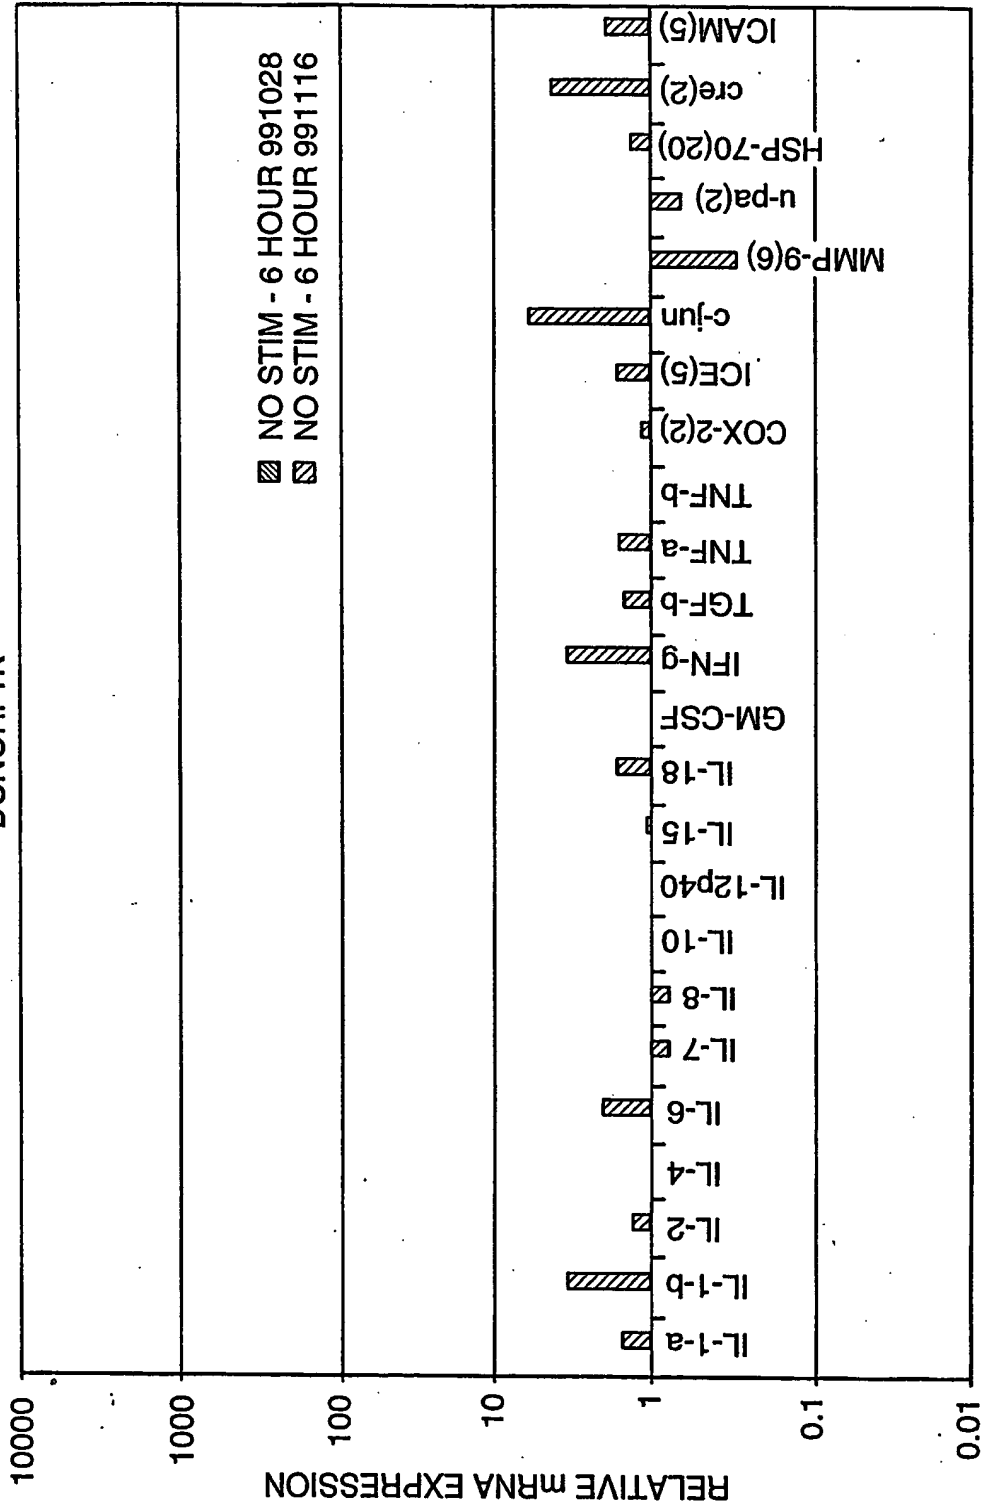 NO STIM - 6 HOUR 991028
NO STIM - 6 HOUR 991116
RELATIVE mRNA EXPRESSION
10000
1000
100
10
1
0.1
0.01
IL-1-a
IL-1-b
IL-2
IL-4
IL-6
IL-7
IL-8
IL-10
IL-12p40
IL-15
IL-18
GM-CSF
IFN-g
TGF-b
TNF-a
TNF-b
COX-2(2)
ICE(5)
c-jun
MMP-9(6)
u-pa(2)
HSP-70(20)
cre(2)
ICAM(5)